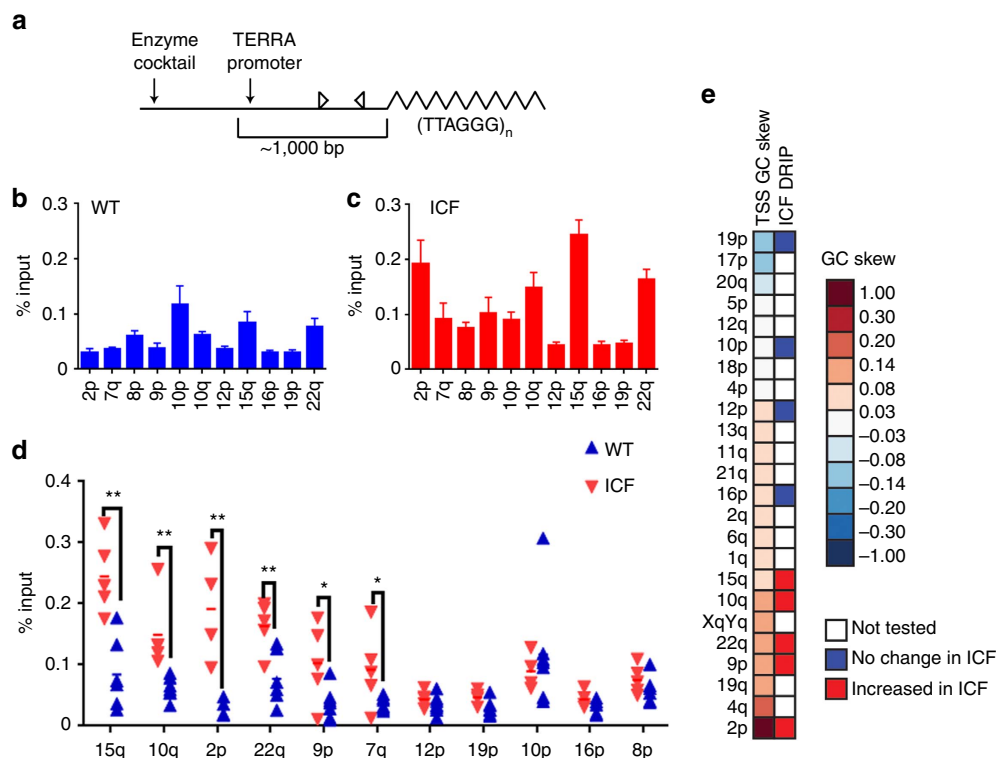 a
Enzyme cocktail
TERRA promoter
(TTAGGG)n
~1,000 bp
b
WT
% input
0.3
0.2
0.1
0
2p 7q 8p 9p 10p 10q 12p 15q 16p 19p 22q
c
ICF
% input
0.3
0.2
0.1
0
2p 7q 8p 9p 10p 10q 12p 15q 16p 19p 22q
d
WT
ICF
% input
0.4
0.3
0.2
0.1
0
** ** ** ** * *
15q 10q 2p 22q 9p 7q 12p 19p 10p 16p 8p
e
TSS GC skew
ICF DRIP
19p
17p
20q
5p
12q
10p
18p
4p
12p
13q
11q
21q
16p
2q
6q
1q
15q
10q
XqYq
22q
9p
19q
4q
2p
GC skew
1.00
0.30
0.20
0.14
0.08
0.03
−0.03
−0.08
−0.14
−0.20
−0.30
−1.00
Not tested
No change in ICF
Increased in ICF